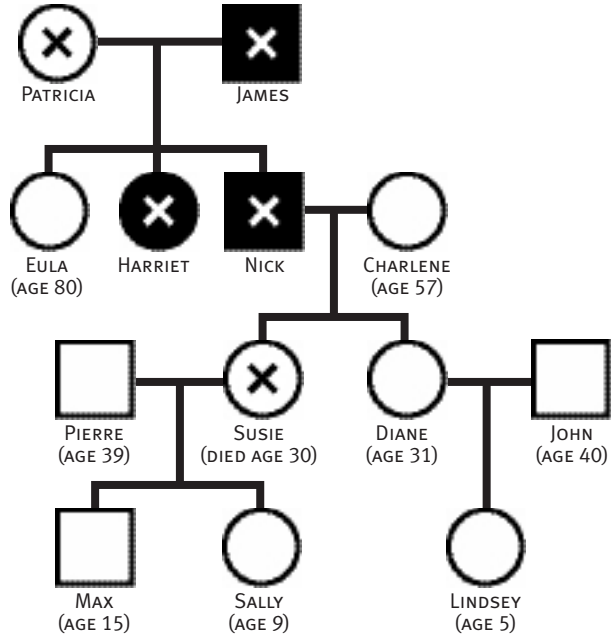 PATRICIA
JAMES
EULA
(AGE 80)
HARRIET
NICK
CHARLENE
(AGE 57)
PIERRE
(AGE 39)
SUSIE
(DIED AGE 30)
DIANE
(AGE 31)
JOHN
(AGE 40)
MAX
(AGE 15)
SALLY
(AGE 9)
LINDSEY
(AGE 5)